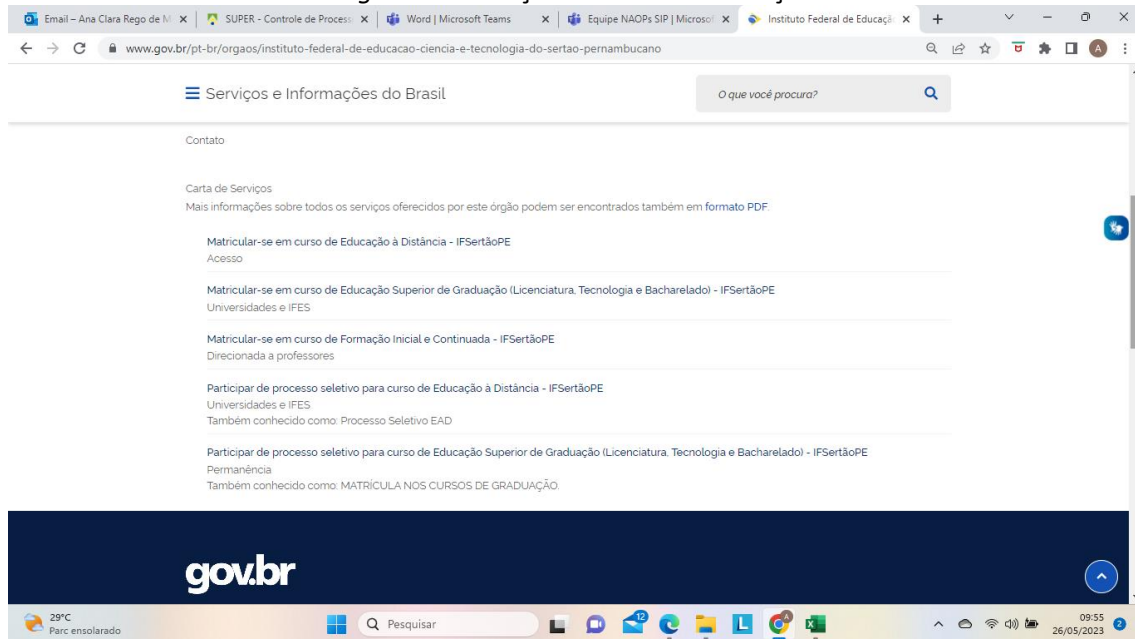 Email – Ana Clara Rego de M
SUPER - Controle de Process
Word | Microsoft Teams
Equipe NAOPs SIP | Microsof
Instituto Federal de Educaçã
www.gov.br/pt-br/orgaos/instituto-federal-de-educacao-ciencia-e-tecnologia-do-sertao-pernambucano
A
Serviços e Informações do Brasil
O que você procura?
Contato
Carta de Serviços
Mais informações sobre todos os serviços oferecidos por este órgão podem ser encontrados também em formato PDF.
Matricular-se em curso de Educação à Distância - IFSertãoPE
Acesso
Matricular-se em curso de Educação Superior de Graduação (Licenciatura, Tecnologia e Bacharelado) - IFSertãoPE
Universidades e IFES
Matricular-se em curso de Formação Inicial e Continuada - IFSertãoPE
Direcionada a professores
Participar de processo seletivo para curso de Educação à Distância - IFSertãoPE
Universidades e IFES
Também conhecido como: Processo Seletivo EAD
Participar de processo seletivo para curso de Educação Superior de Graduação (Licenciatura, Tecnologia e Bacharelado) - IFSertãoPE
Permanência
Também conhecido como: MATRÍCULA NOS CURSOS DE GRADUAÇÃO.
gov.br
29°C
Parc ensolarado
Pesquisar
12
L
09:55
26/05/2023
2